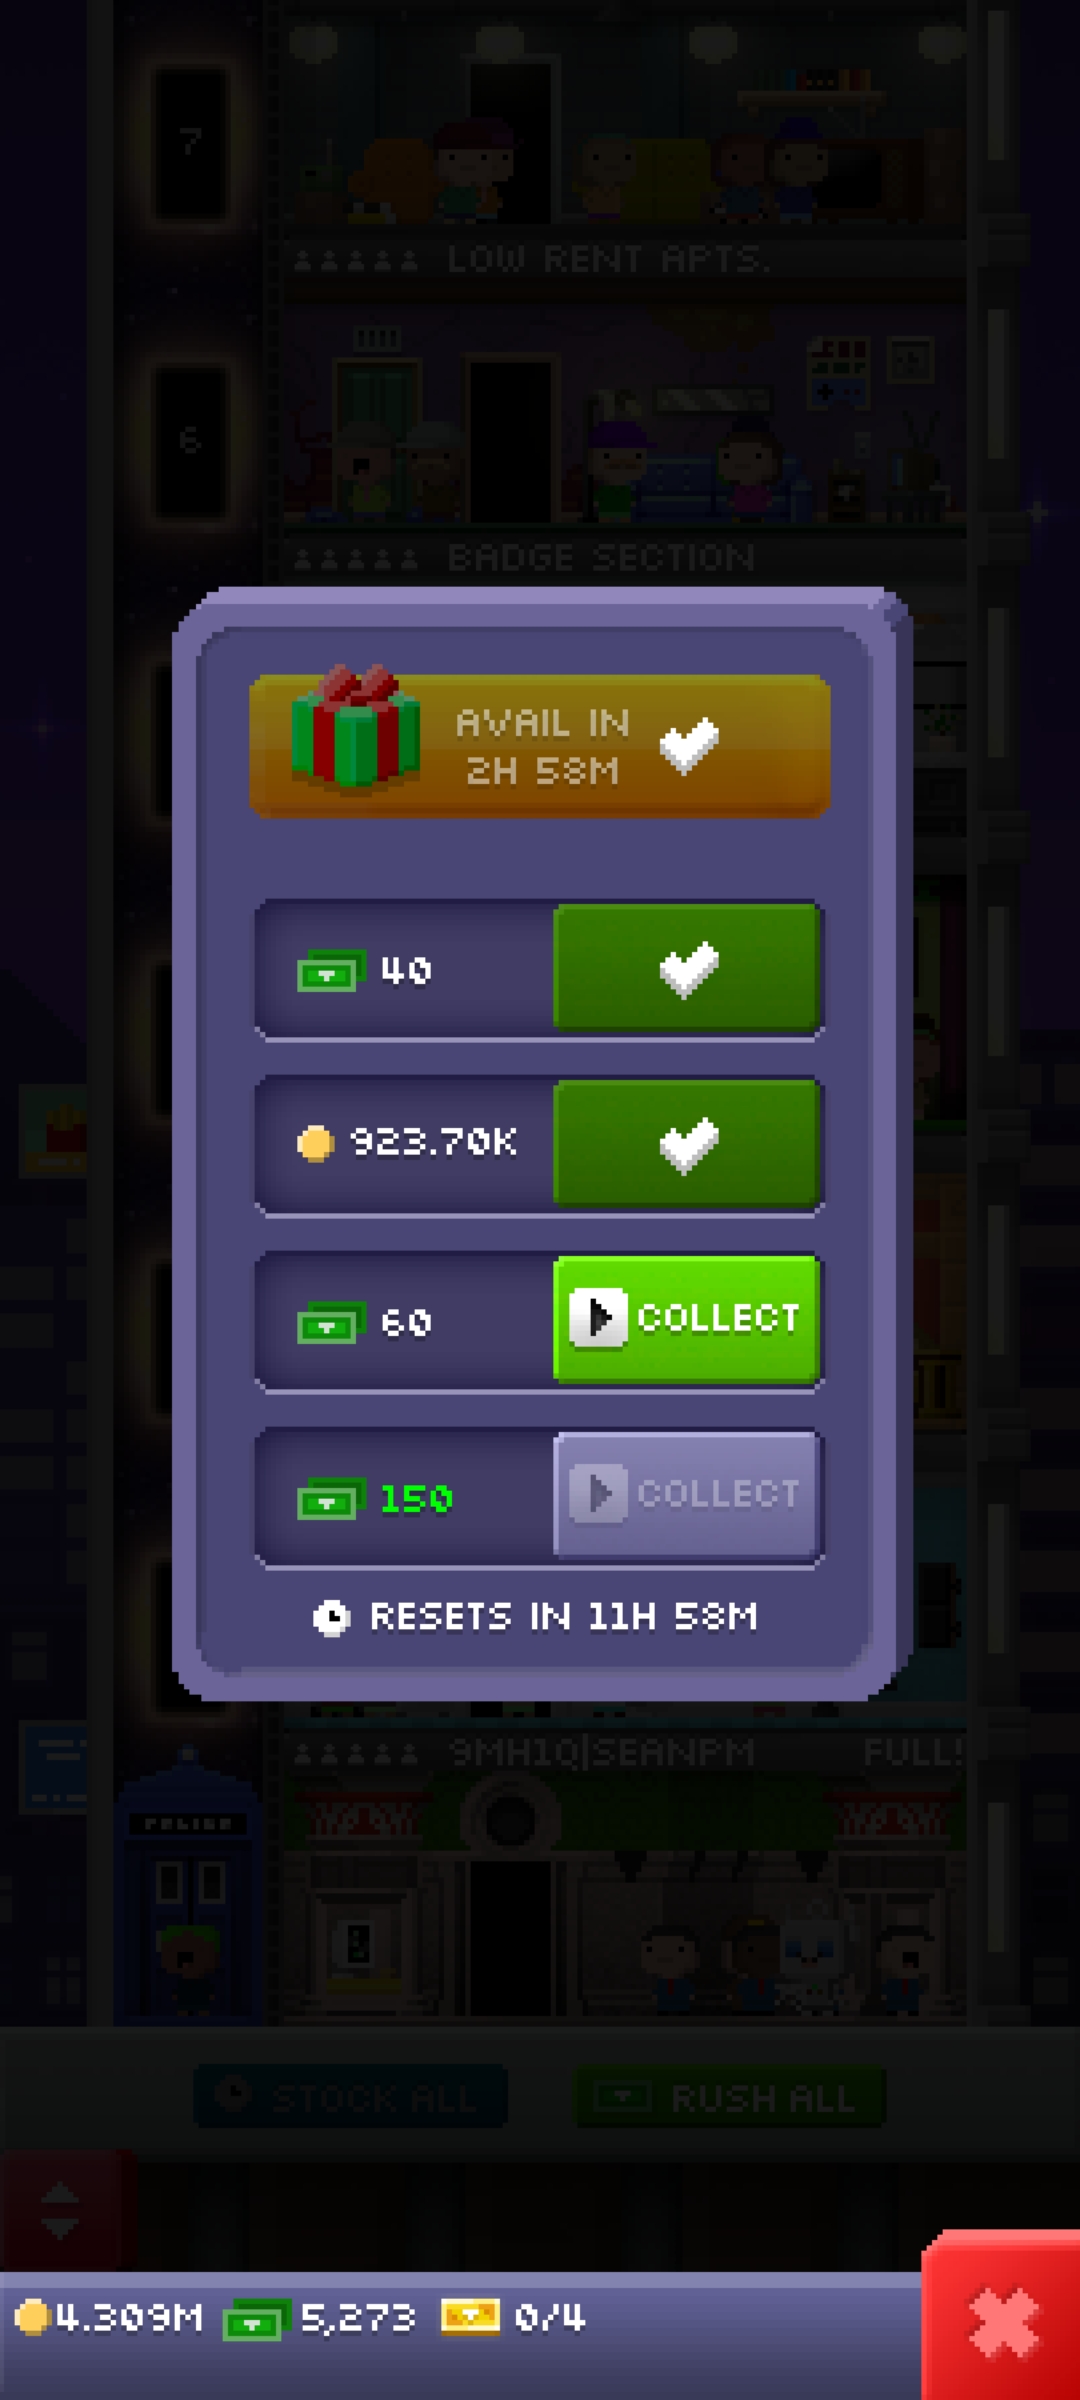 7
LOW RENT APTS.
6
BADGE SECTION
AVAIL IN
2H 58M
40
923.70K
60
COLLECT
150
COLLECT
RESETS IN 11H 58M
9MH1Q|SEANPM
FULL!
POLICE
STOCK ALL
RUSH ALL
4.309M
5,273
0/4